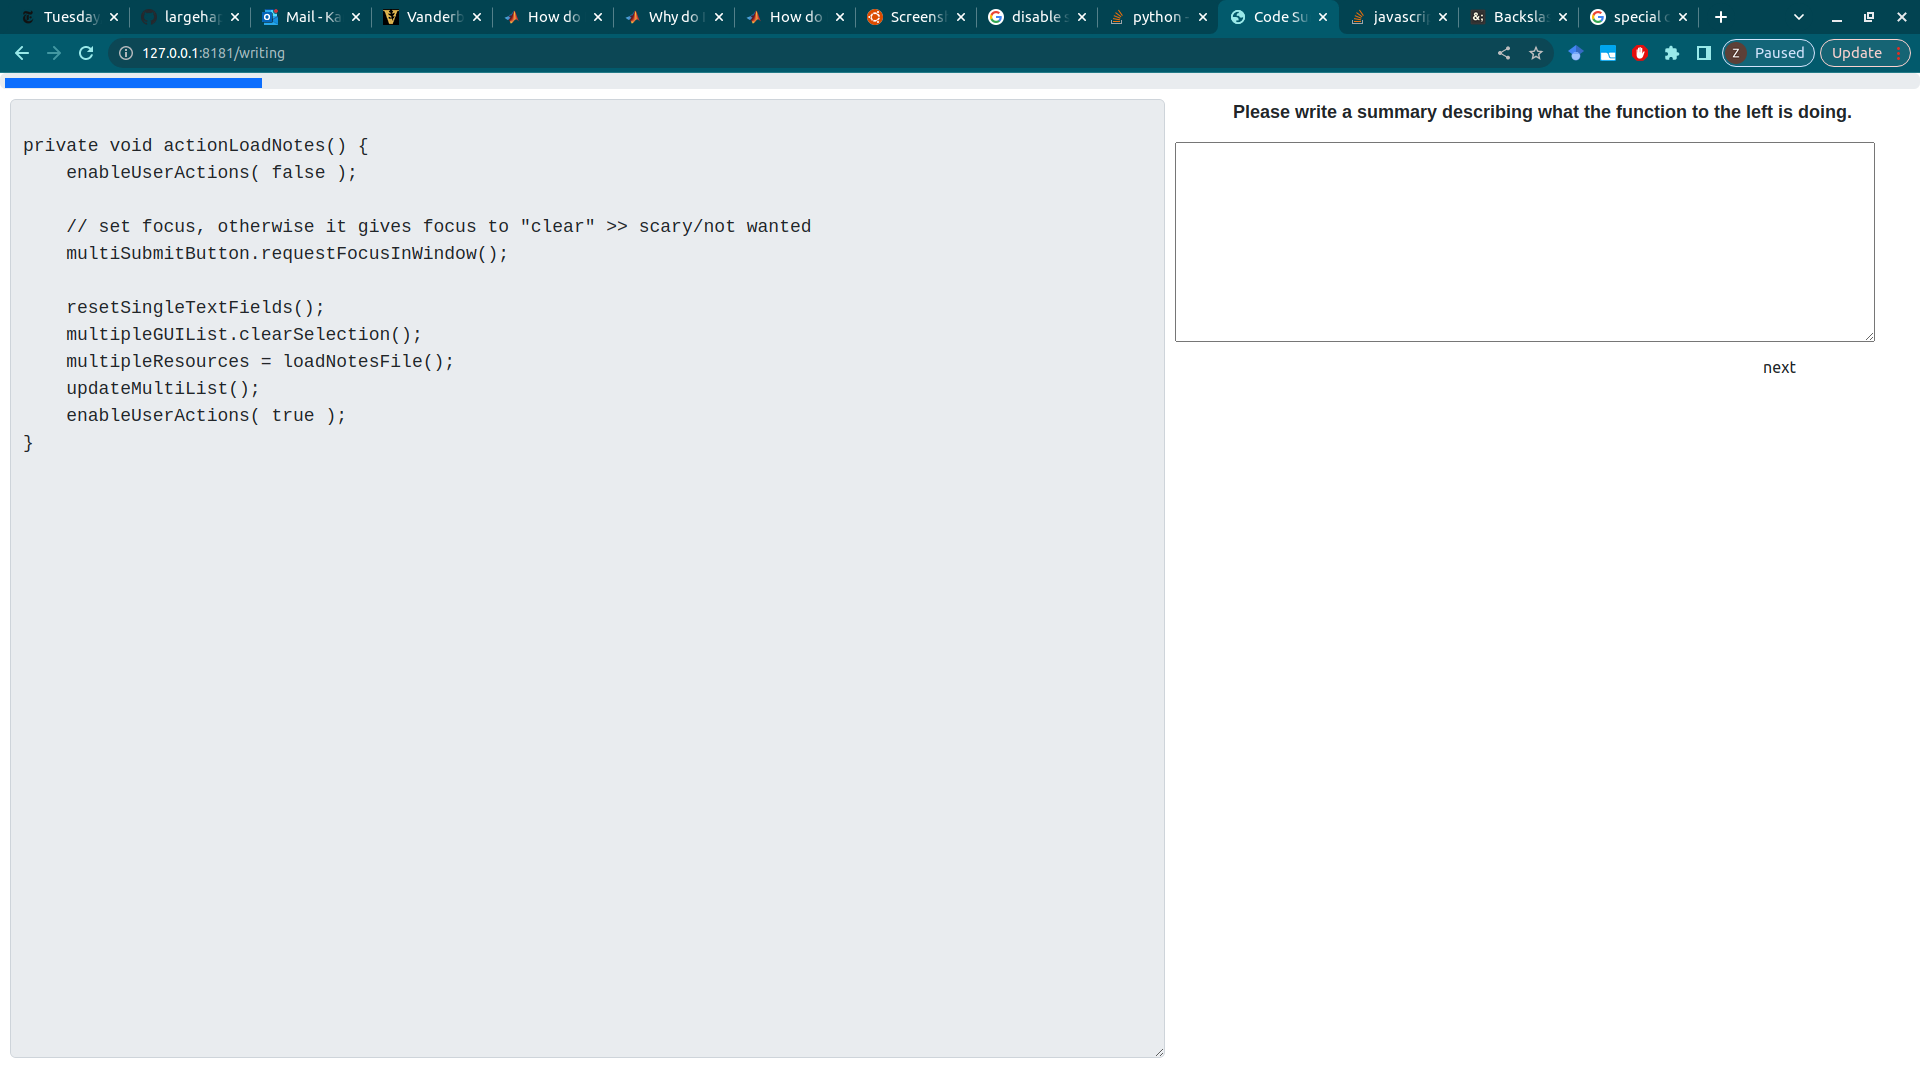 Tuesday
largehap
Mail - Ka
Vanderb
How do
Why do
How do
Screens
disable s
python -
Code Su
javascri
Backsla
special c
127.0.0.1:8181/writing
Z
Paused
Update
private void actionLoadNotes() {
    enableUserActions( false );
    // set focus, otherwise it gives focus to "clear" >> scary/not wanted
    multiSubmitButton.requestFocusInWindow();
    resetSingleTextFields();
    multipleGUIList.clearSelection();
    multipleResources = loadNotesFile();
    updateMultiList();
    enableUserActions( true );
}
Please write a summary describing what the function to the left is doing.
next